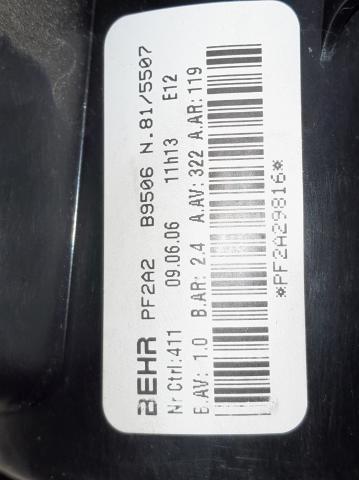 BEHR PF2A2 B9506 N.81/5507
Nr Ctrl:411 09.06.06 11h13 E12
B.AV: 1.0 B.AR: 2.4 A.AV:322 A.AR:119
*PF2A29816*